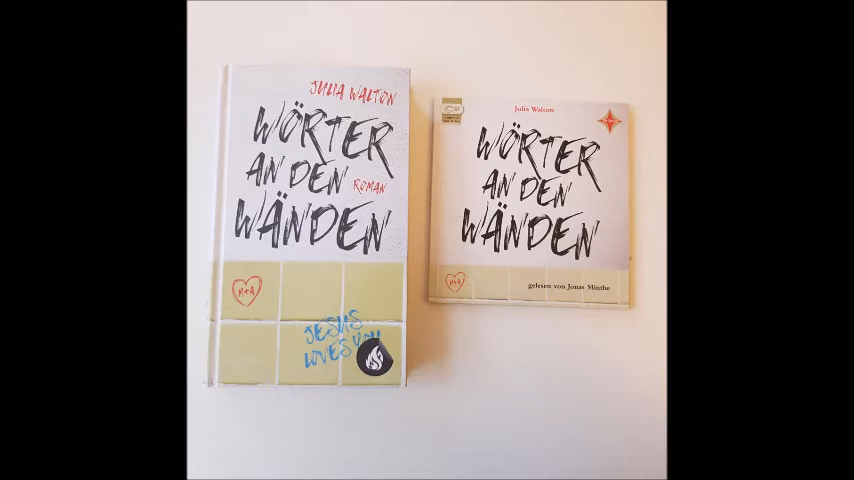 JULIA WALTON
WÖRTER
AN DEN
ROMAN
WÄNDEN
M+A
JESUS
LOVES YOU
Julia Walton
WÖRTER
AN DEN
WÄNDEN
M+A
gelesen von Jonas Minthe